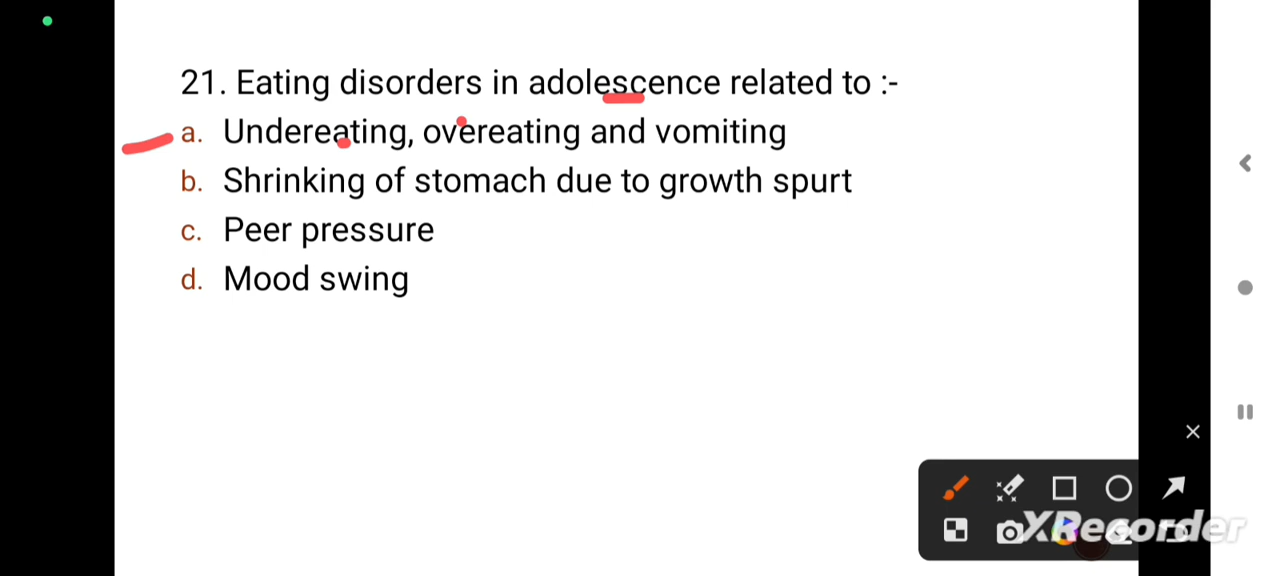 21. Eating disorders in adolescence related to :-
a. Undereating, overeating and vomiting
b. Shrinking of stomach due to growth spurt
c. Peer pressure
d. Mood swing
XRecorder